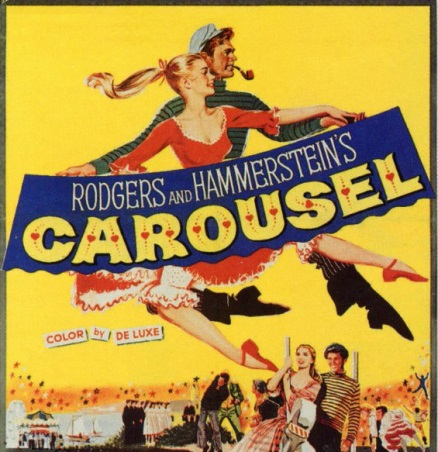 RODGERS AND HAMMERSTEIN'S
CAROUSEL
COLOR by DE LUXE